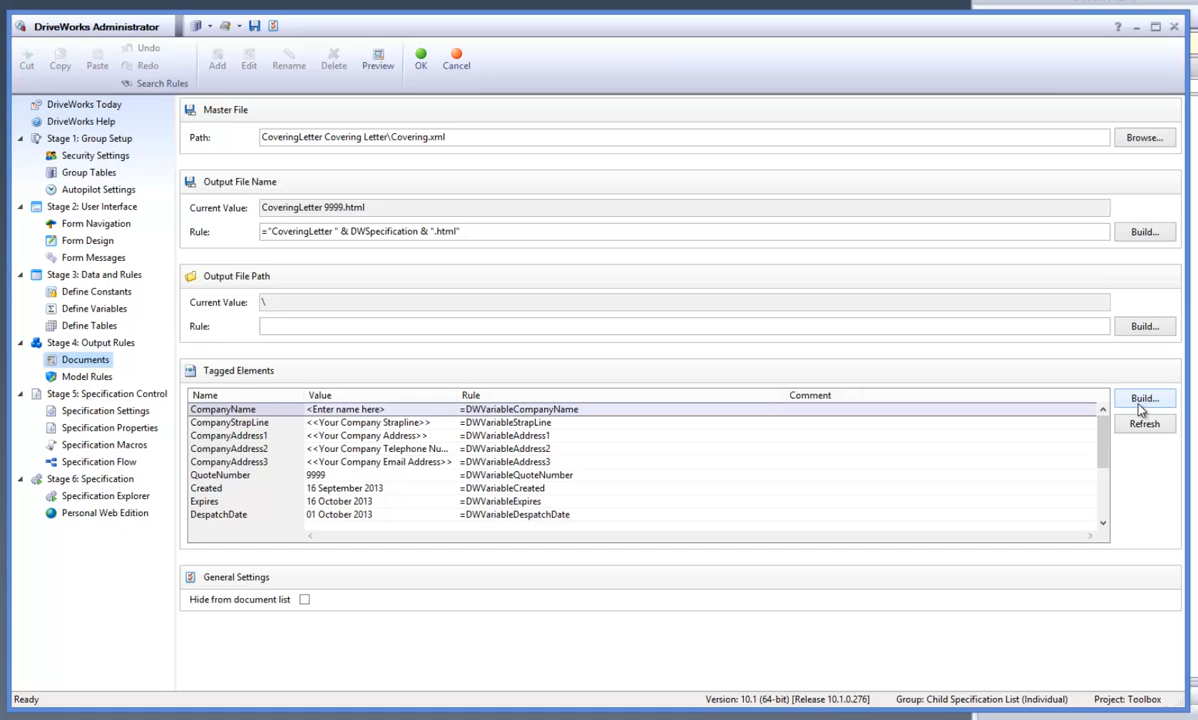 DriveWorks Administrator
?
Cut
Copy
Paste
Undo
Redo
Search Rules
Add
Edit
Rename
Delete
Preview
OK
Cancel
DriveWorks Today
DriveWorks Help
Stage 1: Group Setup
Security Settings
Group Tables
Autopilot Settings
Stage 2: User Interface
Form Navigation
Form Design
Form Messages
Stage 3: Data and Rules
Define Constants
Define Variables
Define Tables
Stage 4: Output Rules
Documents
Model Rules
Stage 5: Specification Control
Specification Settings
Specification Properties
Specification Macros
Specification Flow
Stage 6: Specification
Specification Explorer
Personal Web Edition
Master File
Path: CoveringLetter Covering Letter\Covering.xml Browse...
Output File Name
Current Value: CoveringLetter 9999.html
Rule: ="CoveringLetter " & DWSpecification & ".html" Build...
Output File Path
Current Value: \
Rule: Build...
Tagged Elements
Name Value Rule Comment
CompanyName <Enter name here> =DWVariableCompanyName
CompanyStrapLine <<Your Company Strapline>> =DWVariableStrapLine
CompanyAddress1 <<Your Company Address>> =DWVariableAddress1
CompanyAddress2 <<Your Company Telephone Nu... =DWVariableAddress2
CompanyAddress3 <<Your Company Email Address>> =DWVariableAddress3
QuoteNumber 9999 =DWVariableQuoteNumber
Created 16 September 2013 =DWVariableCreated
Expires 16 October 2013 =DWVariableExpires
DespatchDate 01 October 2013 =DWVariableDespatchDate
Build...
Refresh
General Settings
Hide from document list
Ready
Version: 10.1 (64-bit) [Release 10.1.0.276] Group: Child Specification List (Individual) Project: Toolbox